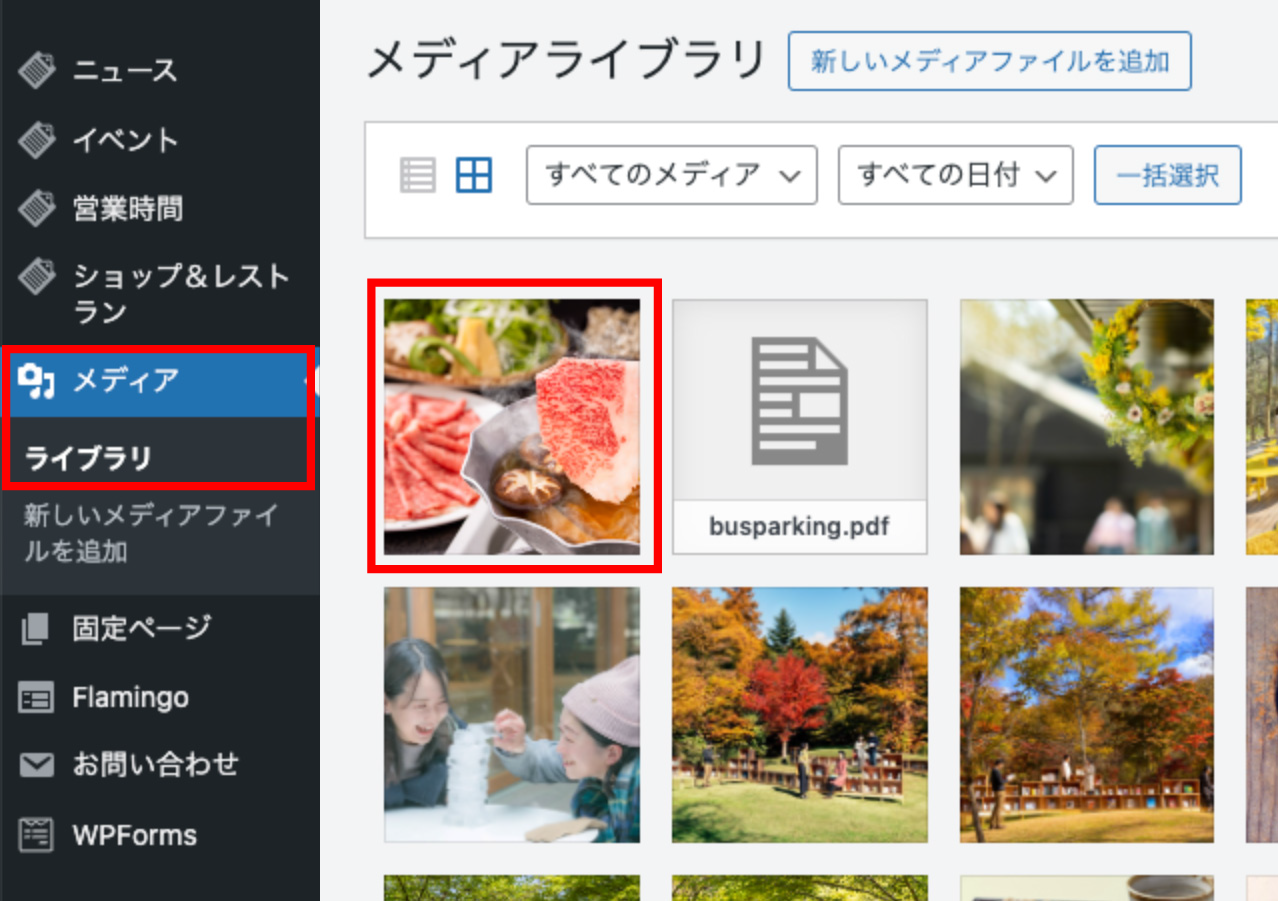 ニュース
イベント
営業時間
ショップ＆レスト
ラン
メディア
ライブラリ
新しいメディアファイ
ルを追加
固定ページ
Flamingo
お問い合わせ
WPForms
メディアライブラリ
新しいメディアファイルを追加
すべてのメディア
すべての日付
一括選択
busparking.pdf